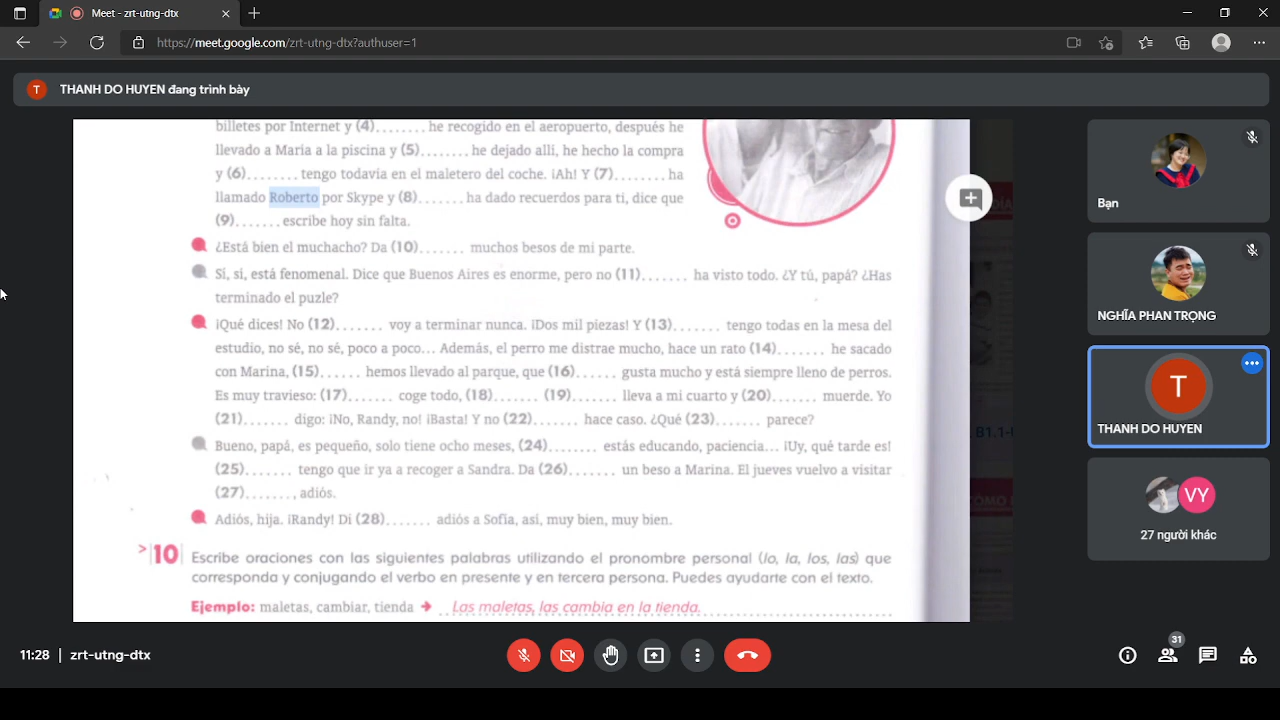 Meet - zrt-utng-dtx
https://meet.google.com/zrt-utng-dtx?authuser=1
T THANH DO HUYEN đang trình bày
billetes por Internet y (4)........ he recogido en el aeropuerto, después he
llevado a María a la piscina y (5)........ he dejado allí, he hecho la compra
y (6)......... tengo todavía en el maletero del coche. ¡Ah! Y (7)......... ha
llamado Roberto por Skype y (8)........ ha dado recuerdos para ti, dice que
(9)........ escribe hoy sin falta.
¿Está bien el muchacho? Da (10)........ muchos besos de mi parte.
Sí, sí, está fenomenal. Dice que Buenos Aires es enorme, pero no (11)....... ha visto todo. ¿Y tú, papá? ¿Has
terminado el puzle?
¡Qué dices! No (12)........ voy a terminar nunca. ¡Dos mil piezas! Y (13)........ tengo todas en la mesa del
estudio, no sé, no sé, poco a poco... Además, el perro me distrae mucho, hace un rato (14)........ he sacado
con Marina, (15)....... hemos llevado al parque, que (16)....... gusta mucho y está siempre lleno de perros.
Es muy travieso: (17)....... coge todo, (18)........ (19)........ lleva a mi cuarto y (20)........ muerde. Yo
(21)........ digo: ¡No, Randy, no! ¡Basta! Y no (22)........ hace caso. ¿Qué (23)........ parece?
Bueno, papá, es pequeño, solo tiene ocho meses, (24)......... estás educando, paciencia... ¡Uy, qué tarde es!
(25)........ tengo que ir ya a recoger a Sandra. Da (26)........ un beso a Marina. El jueves vuelvo a visitar
(27)........, adiós.
Adiós, hija. ¡Randy! Di (28)........ adiós a Sofía, así, muy bien, muy bien.
>10 Escribe oraciones con las siguientes palabras utilizando el pronombre personal (lo, la, los, las) que
corresponda y conjugando el verbo en presente y en tercera persona. Puedes ayudarte con el texto.
Ejemplo: maletas, cambiar, tienda → Las maletas, las cambia en la tienda.
B1.1-
Bạn
NGHĨA PHAN TRỌNG
T
THANH DO HUYEN
VY
27 người khác
11:28 | zrt-utng-dtx
31